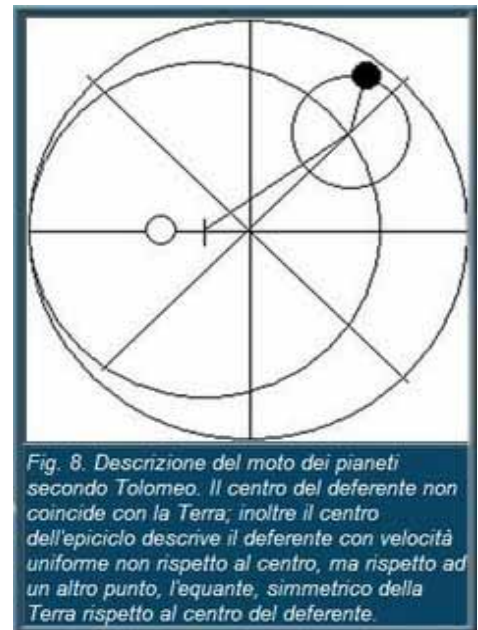 Fig. 8. Descrizione del moto dei pianeti
secondo Tolomeo. Il centro del deferente non
coincide con la Terra; inoltre il centro
dell'epiciclo descrive il deferente con velocità
uniforme non rispetto al centro, ma rispetto ad
un altro punto, l'equante, simmetrico della
Terra rispetto al centro del deferente.